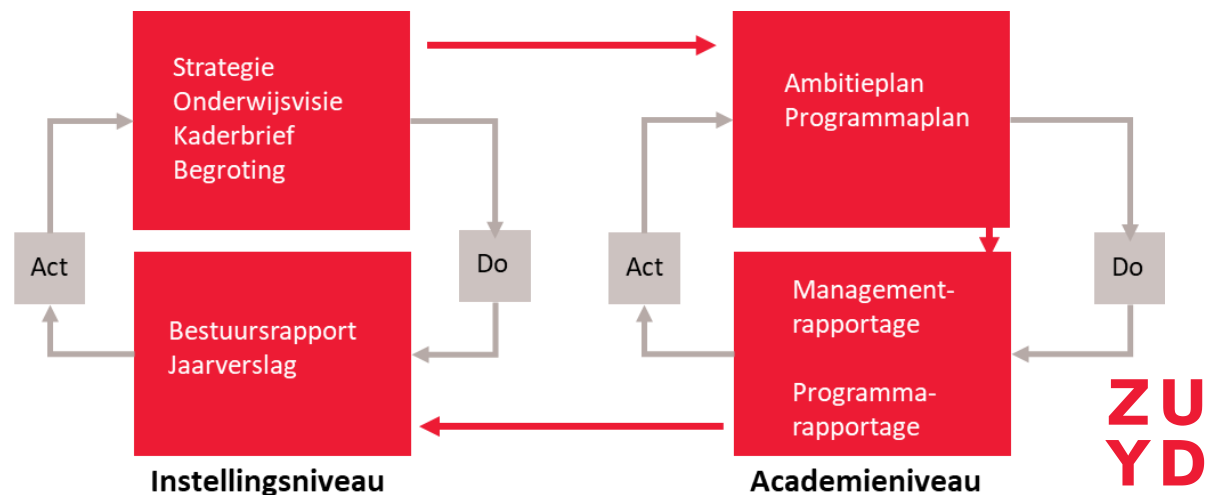 Strategie
Onderwijsvisie
Kaderbrief
Begroting
Act
Do
Bestuursrapport
Jaarverslag
Instellingsniveau
Ambitieplan
Programmaplan
Act
Do
Management-
rapportage
Programma-
rapportage
Academieniveau
ZU
YD